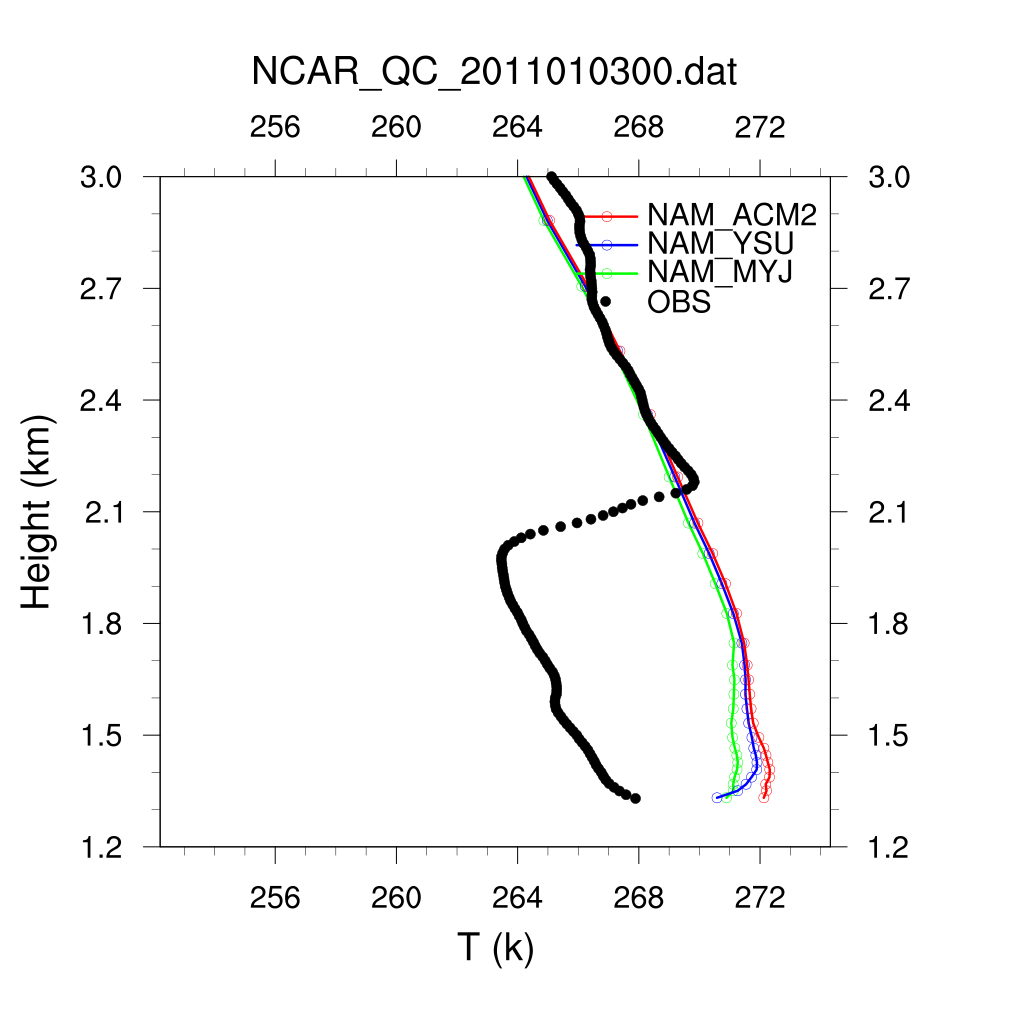 NCAR_QC_2011010300.dat
256 260 264 268 272
3.0 3.0
NAM_ACM2
NAM_YSU
NAM_MYJ
2.7 2.7
OBS
2.4 2.4
Height (km)
2.1 2.1
1.8 1.8
1.5 1.5
1.2 1.2
256 260 264 268 272
T (k)